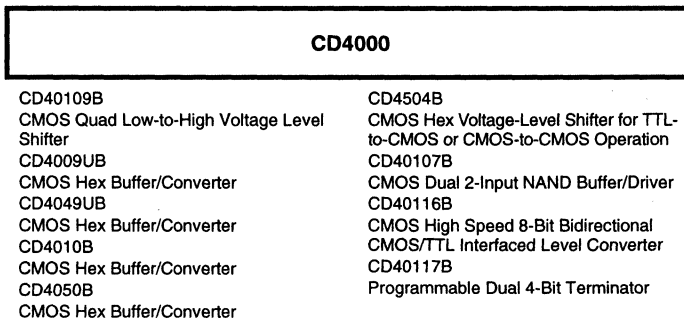 CD4000
CD40109B
CMOS Quad Low-to-High Voltage Level
Shifter
CD4009UB
CMOS Hex Buffer/Converter
CD4049UB
CMOS Hex Buffer/Converter
CD4010B
CMOS Hex Buffer/Converter
CD4050B
CMOS Hex Buffer/Converter
CD4504B
CMOS Hex Voltage-Level Shifter for TTL-
to-CMOS or CMOS-to-CMOS Operation
CD40107B
CMOS Dual 2-Input NAND Buffer/Driver
CD40116B
CMOS High Speed 8-Bit Bidirectional
CMOS/TTL Interfaced Level Converter
CD40117B
Programmable Dual 4-Bit Terminator